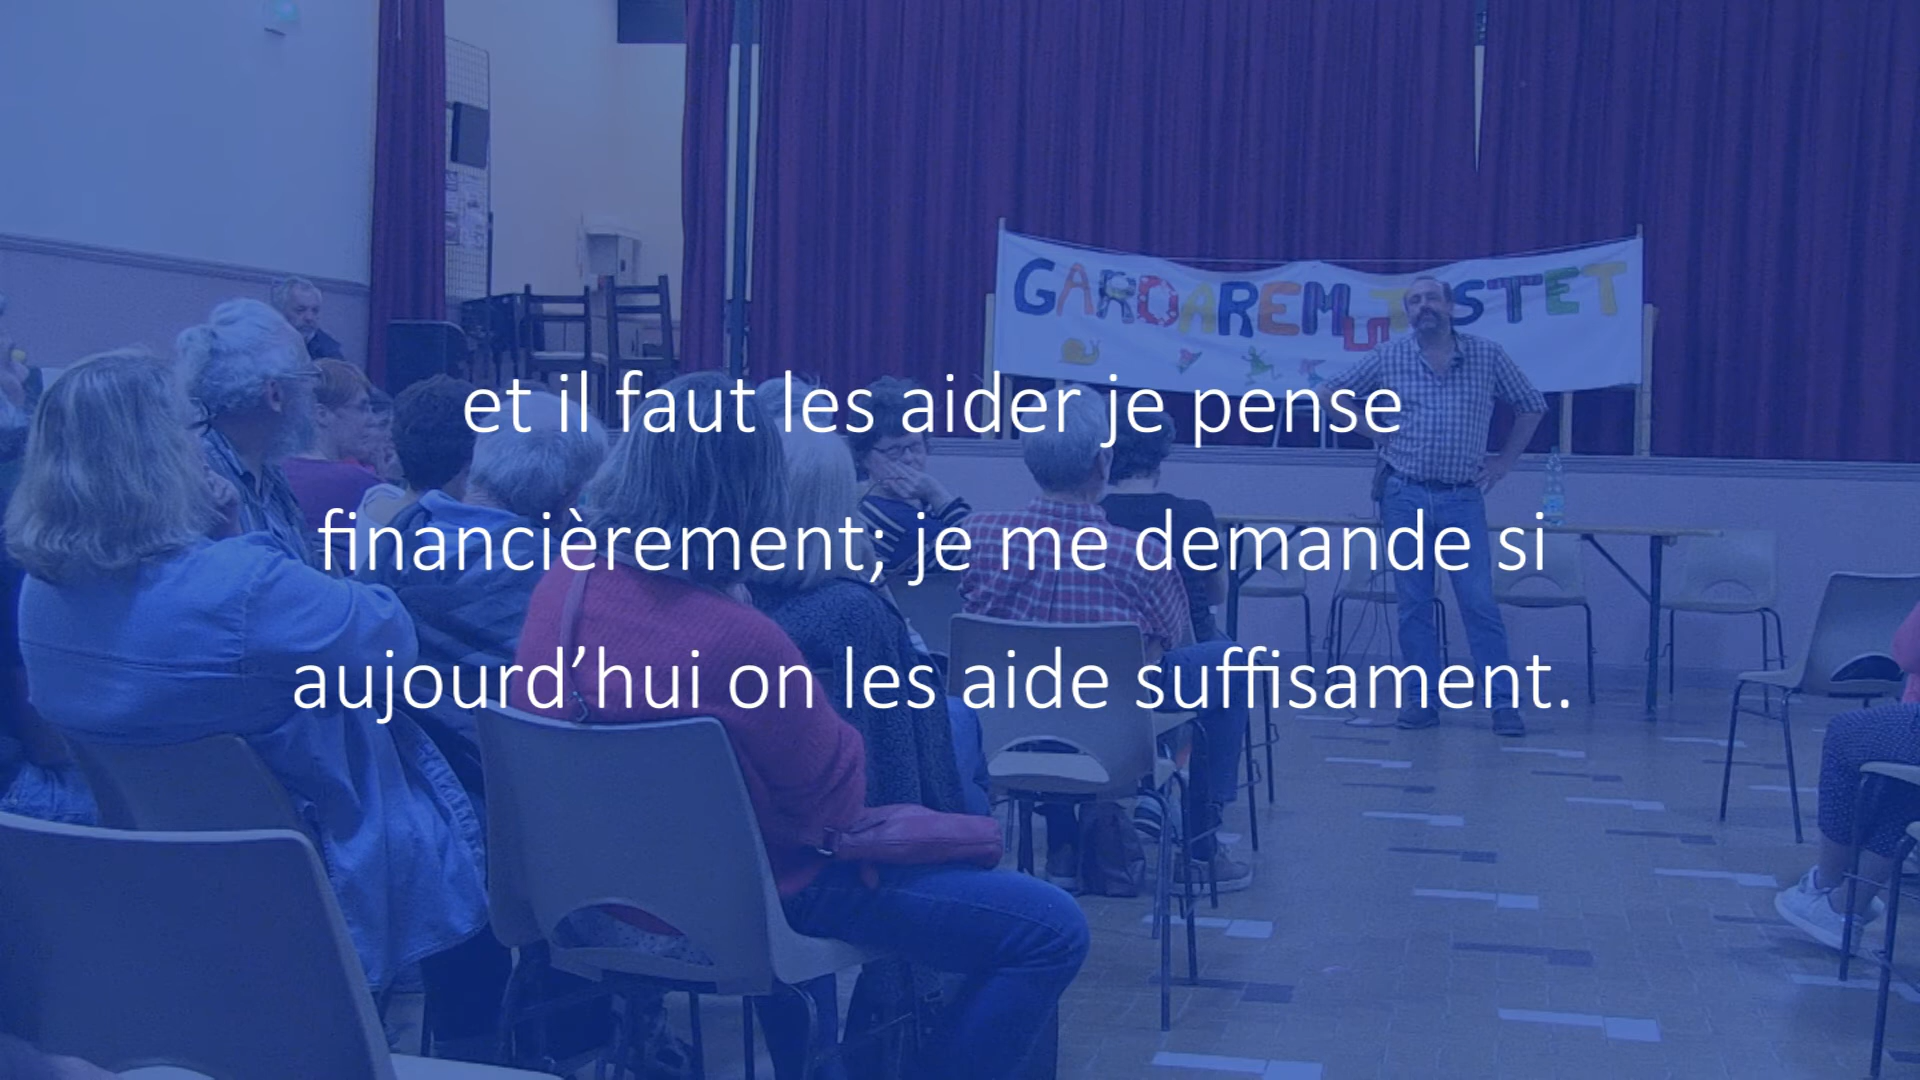 GARDAREM TESTET
et il faut les aider je pense
financièrement; je me demande si
aujourd’hui on les aide suffisament.